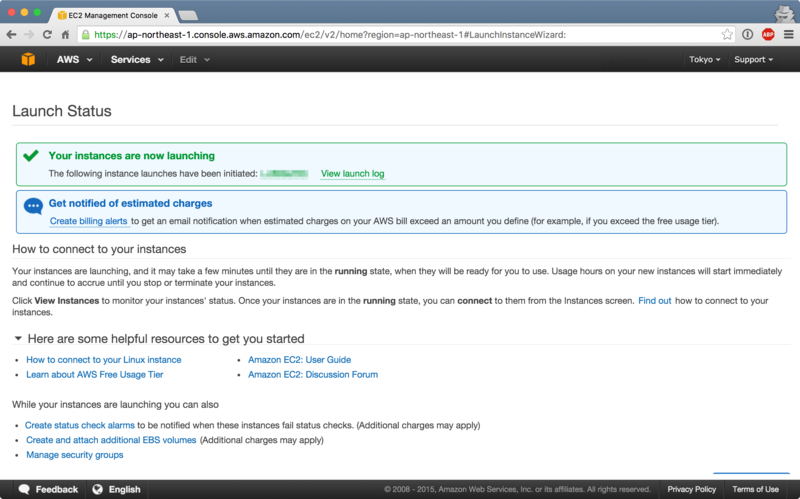 EC2 Management Console
https://ap-northeast-1.console.aws.amazon.com/ec2/v2/home?region=ap-northeast-1#LaunchInstanceWizard:
ABP
AWS Services Edit Tokyo Support
Launch Status
Your instances are now launching
The following instance launches have been initiated: View launch log
Get notified of estimated charges
Create billing alerts to get an email notification when estimated charges on your AWS bill exceed an amount you define (for example, if you exceed the free usage tier).
How to connect to your instances
Your instances are launching, and it may take a few minutes until they are in the running state, when they will be ready for you to use. Usage hours on your new instances will start immediately
and continue to accrue until you stop or terminate your instances.
Click View Instances to monitor your instances' status. Once your instances are in the running state, you can connect to them from the Instances screen. Find out how to connect to your
instances.
Here are some helpful resources to get you started
• How to connect to your Linux instance • Amazon EC2: User Guide
• Learn about AWS Free Usage Tier • Amazon EC2: Discussion Forum
While your instances are launching you can also
• Create status check alarms to be notified when these instances fail status checks. (Additional charges may apply)
• Create and attach additional EBS volumes (Additional charges may apply)
• Manage security groups
Feedback English © 2008 - 2015, Amazon Web Services, Inc. or its affiliates. All rights reserved. Privacy Policy Terms of Use